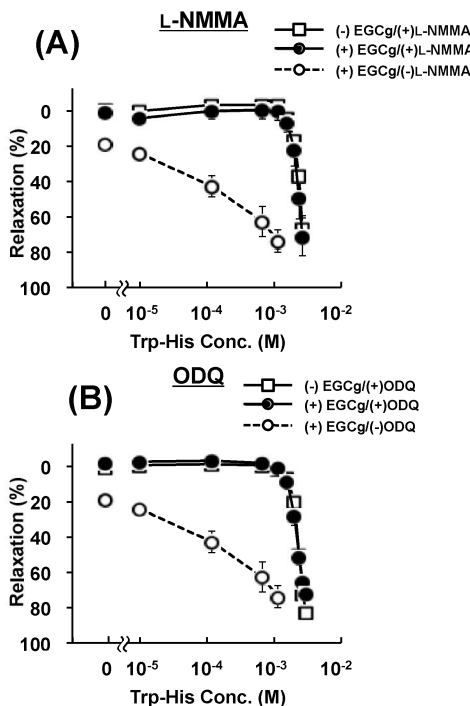 L-NMMA
(A)
(-) EGCg/(+)L-NMMA
(+) EGCg/(+)L-NMMA
(+) EGCg/(-)L-NMMA
Relaxation (%)
0
20
40
60
80
100
0 10⁻⁵ 10⁻⁴ 10⁻³ 10⁻²
Trp-His Conc. (M)
ODQ
(B)
(-) EGCg/(+)ODQ
(+) EGCg/(+)ODQ
(+) EGCg/(-)ODQ
Relaxation (%)
0
20
40
60
80
100
0 10⁻⁵ 10⁻⁴ 10⁻³ 10⁻²
Trp-His Conc. (M)